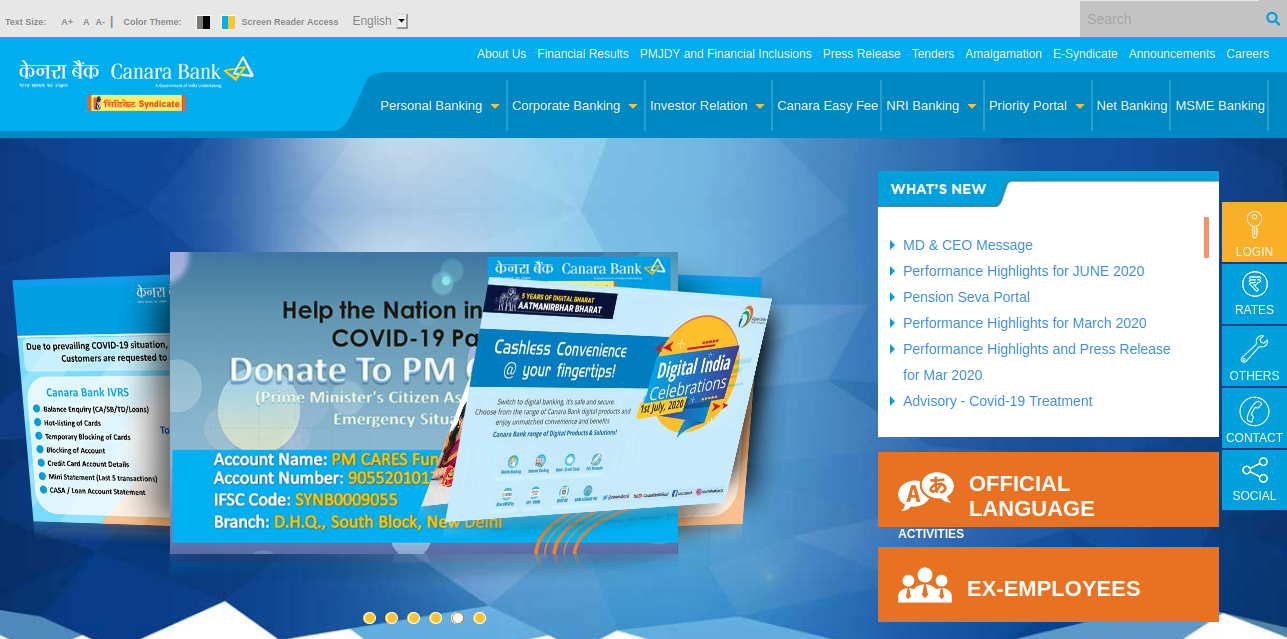 Text Size: A+ A A- | Color Theme: Screen Reader Access English
Search
About Us Financial Results PMJDY and Financial Inclusions Press Release Tenders Amalgamation E-Syndicate Announcements Careers
केनरा बैंक Canara Bank
भारत सरकार का उपक्रम A Government of India Undertaking
सिंडिकेट Syndicate
Personal Banking Corporate Banking Investor Relation Canara Easy Fee NRI Banking Priority Portal Net Banking MSME Banking
WHAT'S NEW
MD & CEO Message
Performance Highlights for JUNE 2020
Pension Seva Portal
Performance Highlights for March 2020
Performance Highlights and Press Release
for Mar 2020
Advisory - Covid-19 Treatment
LOGIN
RATES
OTHERS
CONTACT
SOCIAL
OFFICIAL
LANGUAGE
ACTIVITIES
EX-EMPLOYEES
Due to prevailing COVID-19 situation,
Customers are requested to
Canara Bank IVRS
Balance Enquiry (CA/SB/TD/Loans)
Hot-listing of Cards
Temporary Blocking of Cards
Blocking of Account
Credit Card Account Details
Mini Statement (Last 5 transactions)
CASA / Loan Account Statement
To
Help the Nation in
COVID-19 Pa
Donate To PM
(Prime Minister's Citizen As
Emergency Situa
Account Name: PM CARES Fun
Account Number: 9055201017
IFSC Code: SYNB0009055
Branch: D.H.Q., South Block, New Delhi
केनरा बैंक Canara Bank
5 YEARS OF DIGITAL BHARAT
AATMANIRBHAR BHARAT
Cashless Convenience
@ your fingertips!
Digital India
Celebrations
1st July, 2020
Switch to digital banking, it's safe and secure.
Choose from the range of Canara Bank digital products and
enjoy unmatched convenience and benefits
Canara Bank range of Digital Products & Solutions!